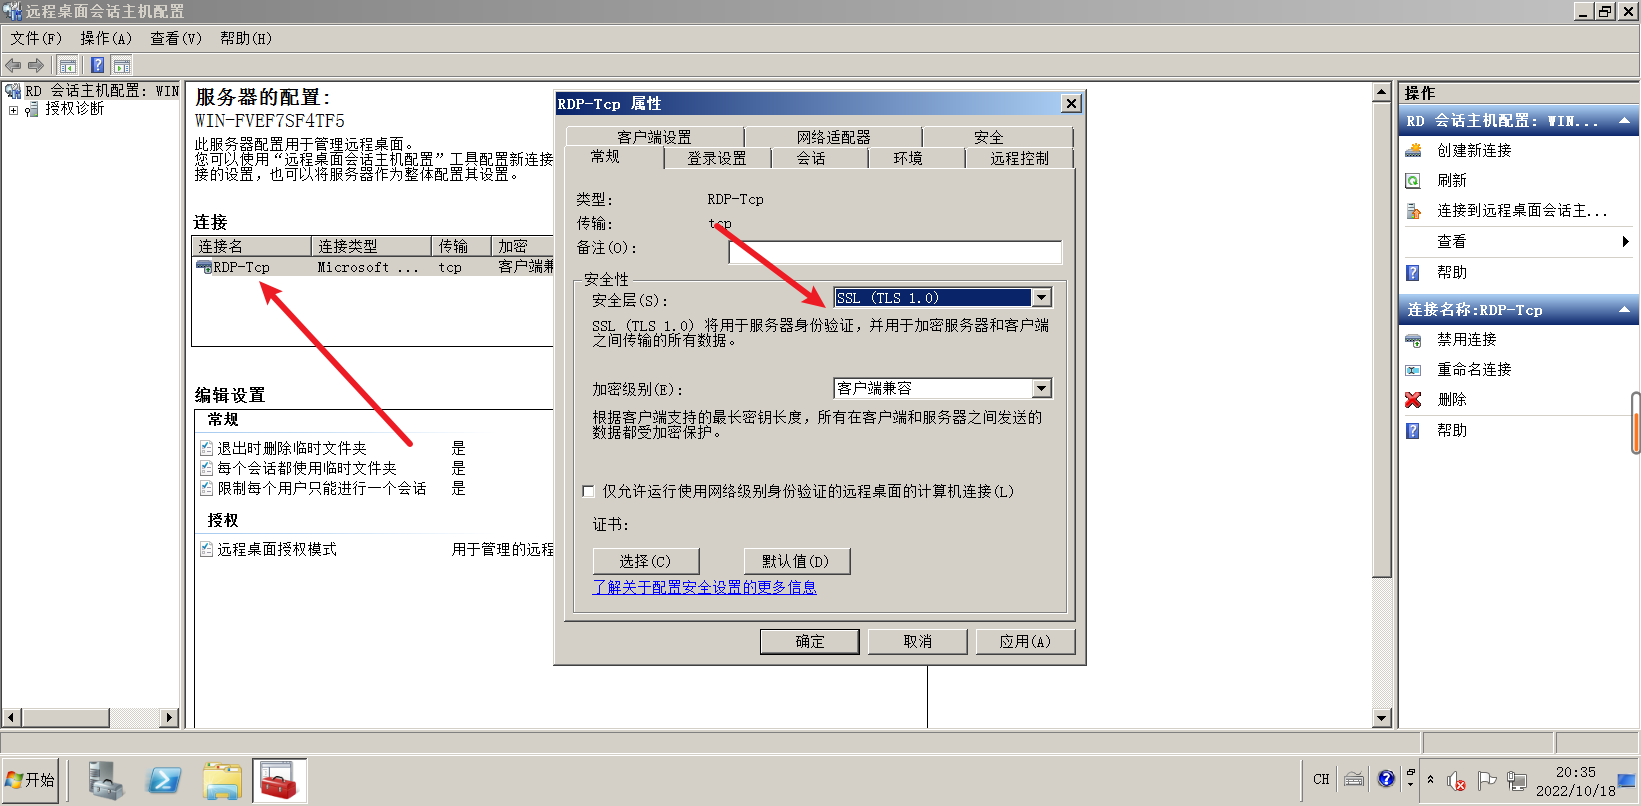 远程桌面会话主机配置
文件(F) 操作(A) 查看(V) 帮助(H)
RD 会话主机配置: WIN
授权诊断
服务器的配置:
WIN-FVEF7SF4TF5
此服务器配置用于管理远程桌面。
您可以使用“远程桌面会话主机配置”工具配置新连接
接的设置，也可以将服务器作为整体配置其设置。
连接
连接名 连接类型 传输 加密
RDP-Tcp Microsoft ... tcp 客户端兼
编辑设置
常规
退出时删除临时文件夹 是
每个会话都使用临时文件夹 是
限制每个用户只能进行一个会话 是
授权
远程桌面授权模式 用于管理的远程
RDP-Tcp 属性
客户端设置 网络适配器 安全
常规 登录设置 会话 环境 远程控制
类型: RDP-Tcp
传输: tcp
备注(O):
安全性
安全层(S): SSL (TLS 1.0)
SSL (TLS 1.0) 将用于服务器身份验证，并用于加密服务器和客户端
之间传输的所有数据。
加密级别(E): 客户端兼容
根据客户端支持的最长密钥长度，所有在客户端和服务器之间发送的
数据都受加密保护。
仅允许运行使用网络级别身份验证的远程桌面的计算机连接(L)
证书:
选择(C) 默认值(D)
了解关于配置安全设置的更多信息
确定 取消 应用(A)
操作
RD 会话主机配置: WIN...
创建新连接
刷新
连接到远程桌面会话主...
查看
帮助
连接名称:RDP-Tcp
禁用连接
重命名连接
删除
帮助
开始
CH
20:35
2022/10/18